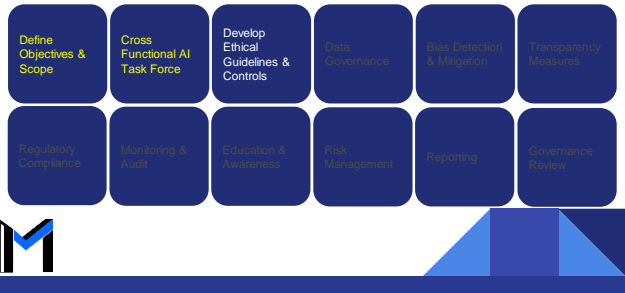 Define
Objectives &
Scope
Cross
Functional AI
Task Force
Develop
Ethical
Guidelines &
Controls
Data
Governance
Bias Detection
& Mitigation
Transparency
Measures
Regulatory
Compliance
Monitoring &
Audit
Education &
Awareness
Risk
Management
Reporting
Governance
Review